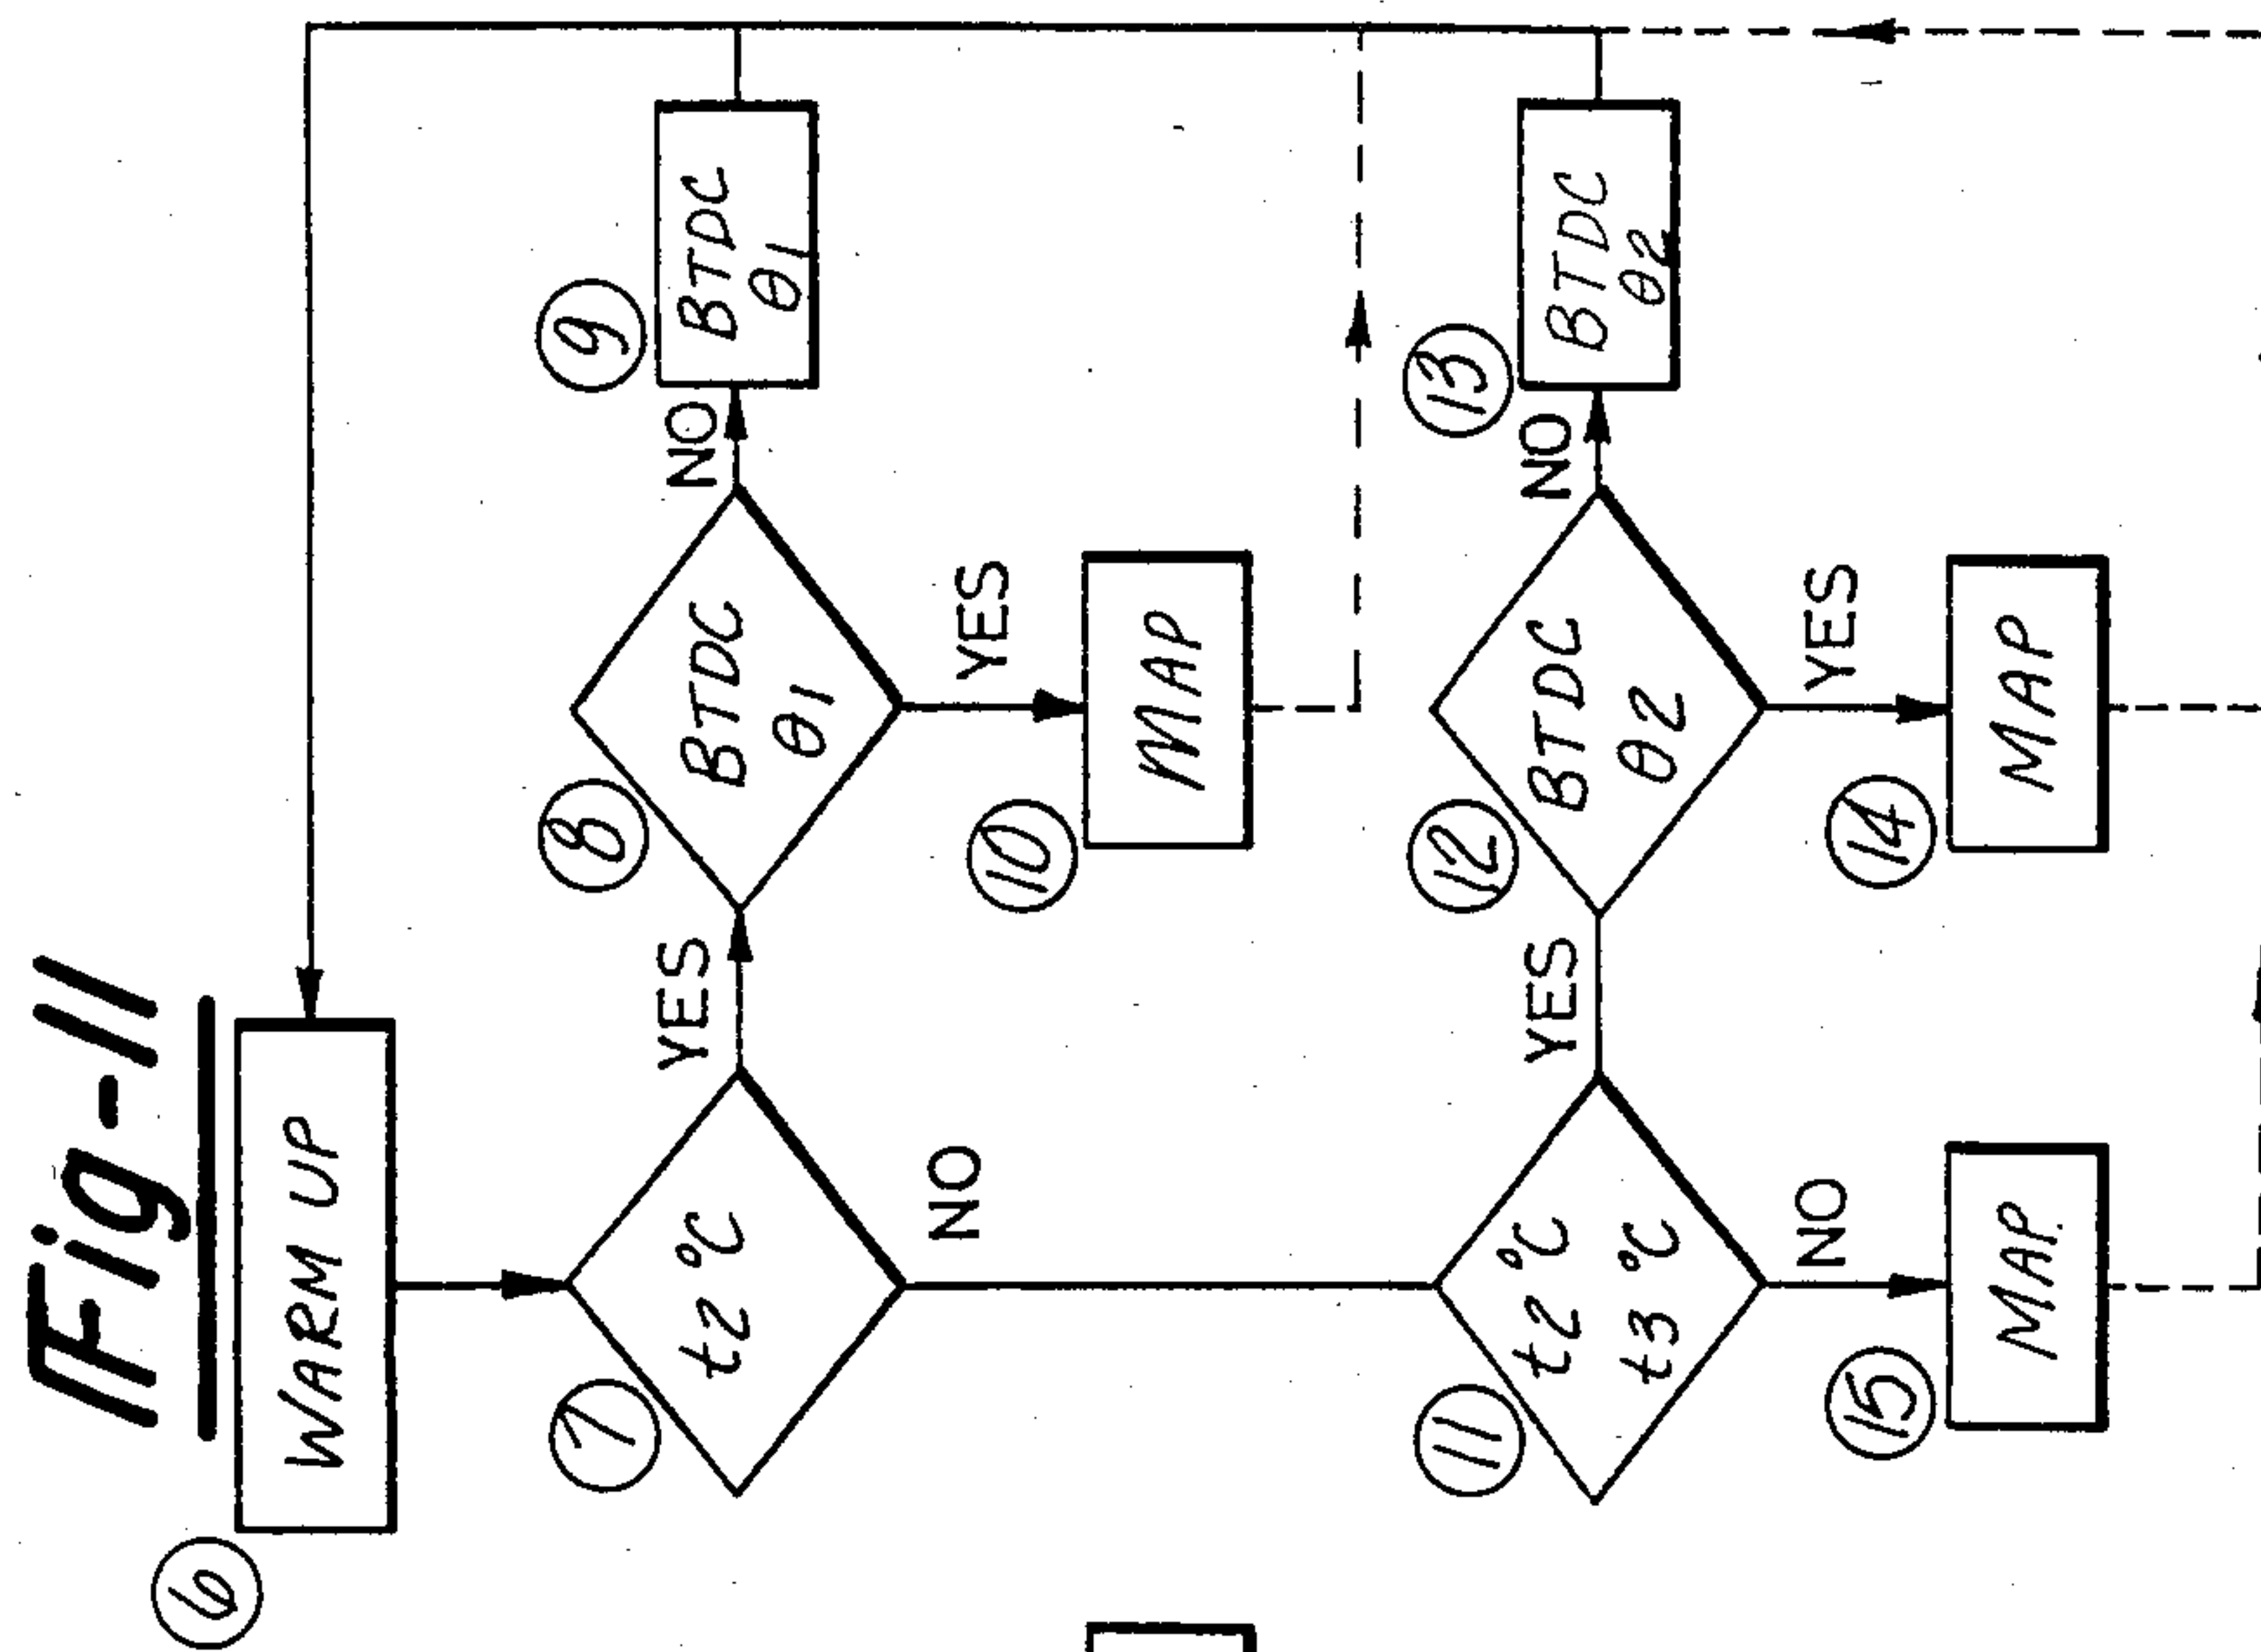 Fig-11
6
WARM UP
7
t2°C
YES
NO
8
BTDC
θ1
NO
YES
9
BTDC
θ1
10
MAP
11
t2°C
t3°C
YES
NO
12
BTDC
θ2
NO
YES
13
BTDC
θ2
14
MAP
15
MAP.